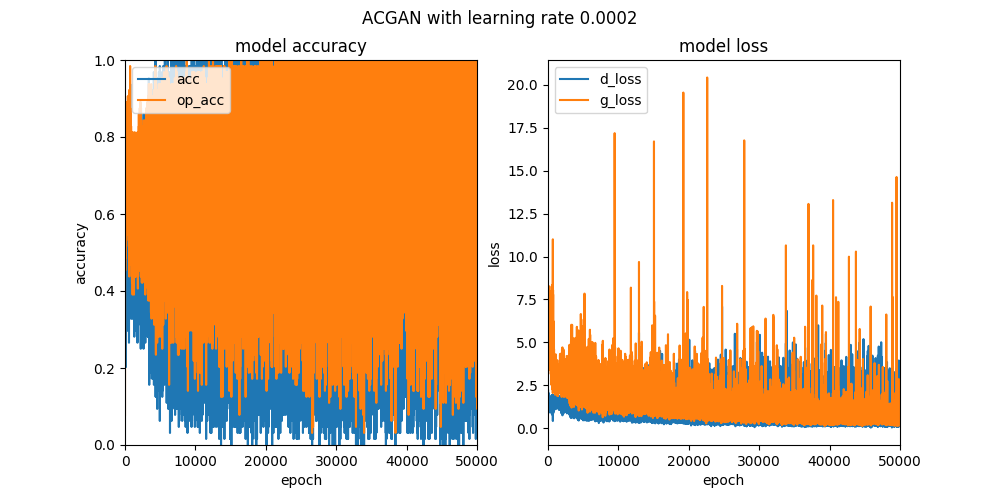 ACGAN with learning rate 0.0002
model accuracy
acc
op_acc
1.0
0.8
0.6
0.4
0.2
0.0
accuracy
0 10000 20000 30000 40000 50000
epoch
model loss
d_loss
g_loss
20.0
17.5
15.0
12.5
10.0
7.5
5.0
2.5
0.0
loss
0 10000 20000 30000 40000 50000
epoch